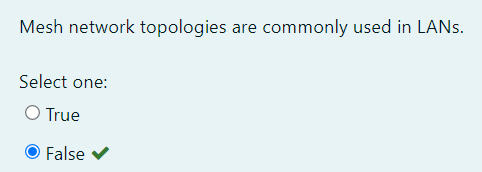 Mesh network topologies are commonly used in LANs.
Select one:
True
False